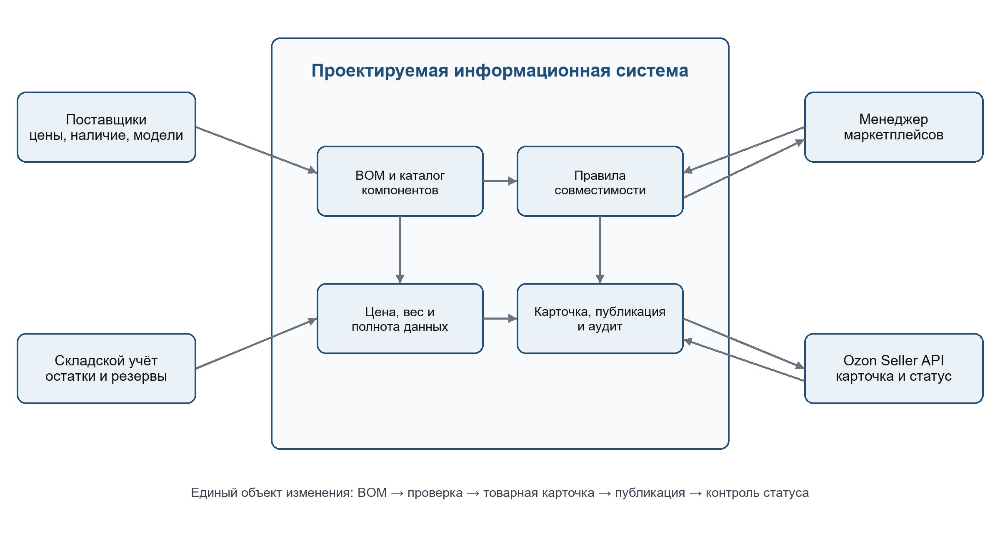 Проектируемая информационная система
Поставщики
цены, наличие, модели
Менеджер
маркетплейсов
BOM и каталог
компонентов
Правила
совместимости
Цена, вес и
полнота данных
Карточка, публикация
и аудит
Складской учёт
остатки и резервы
Ozon Seller API
карточка и статус
Единый объект изменения: BOM → проверка → товарная карточка → публикация → контроль статуса